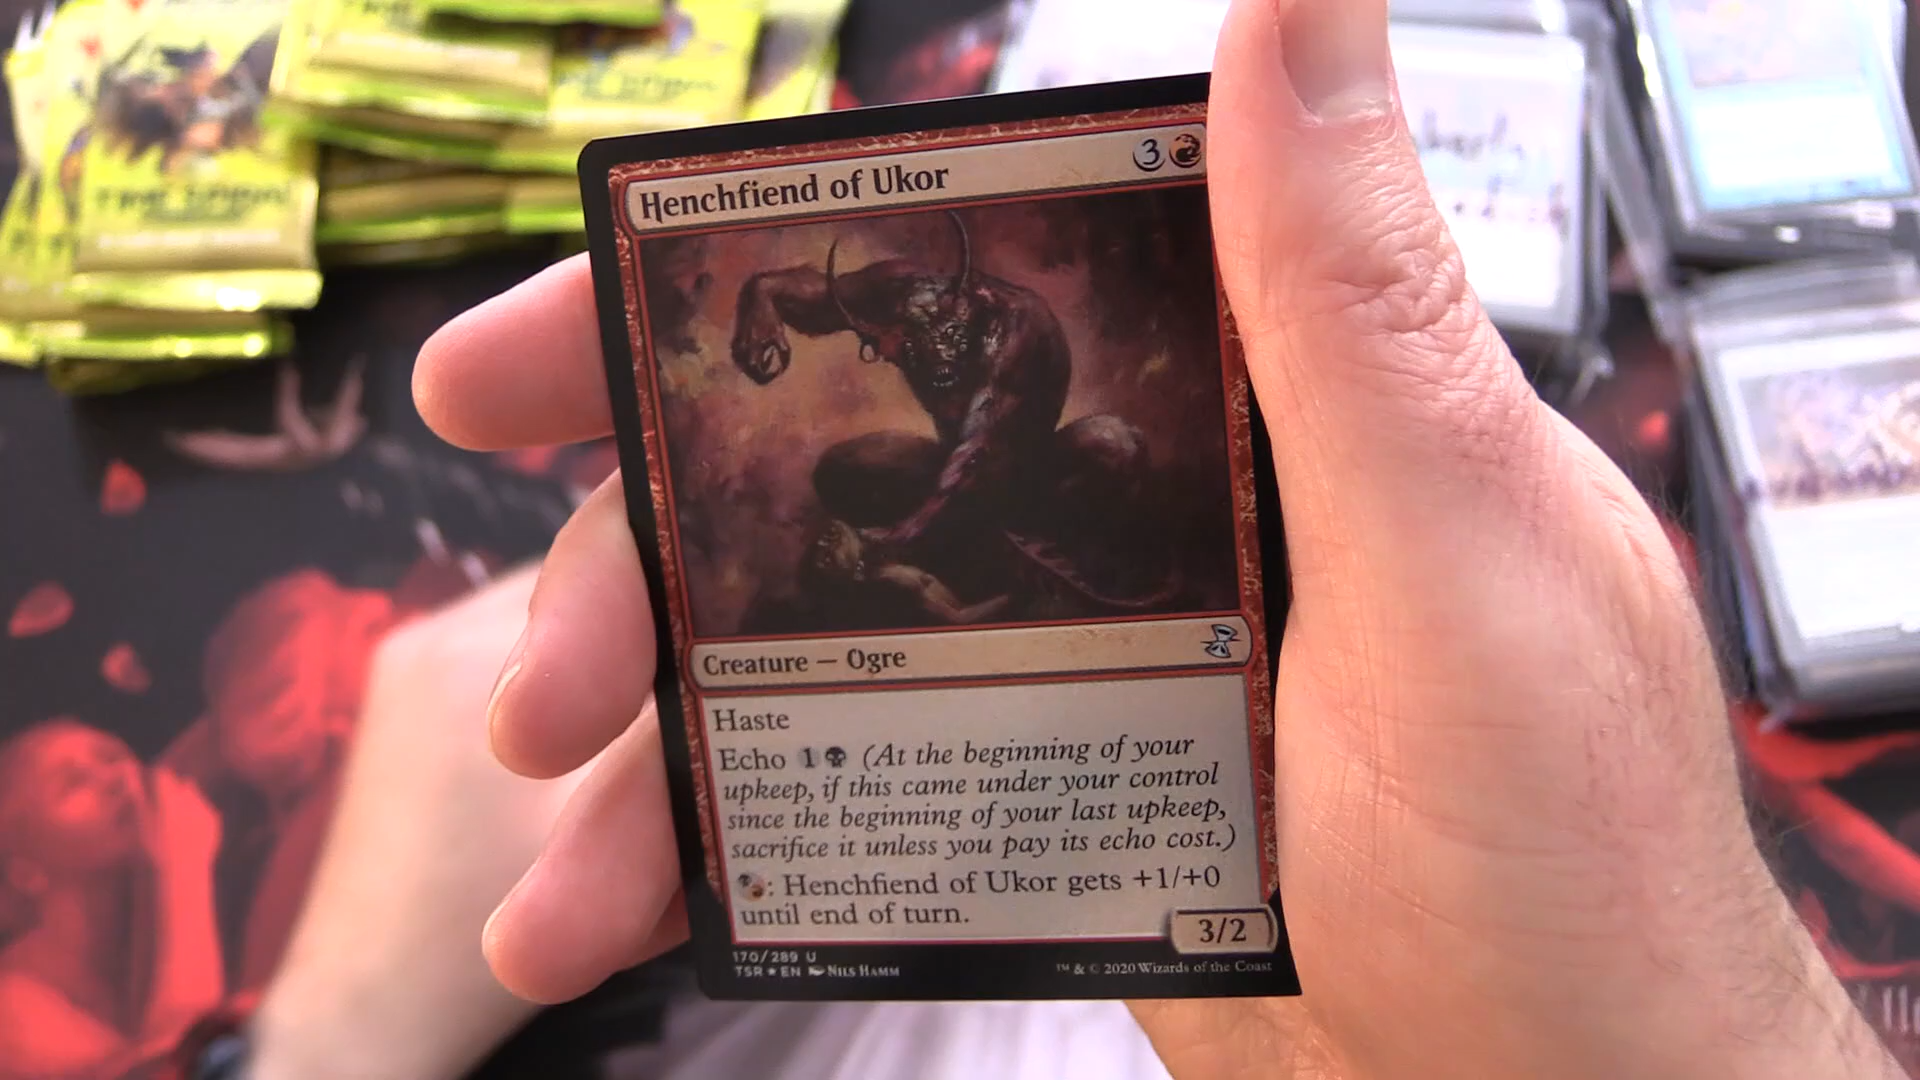 Henchfiend of Ukor 3
Creature — Ogre
Haste
Echo 1 (At the beginning of your
upkeep, if this came under your control
since the beginning of your last upkeep,
sacrifice it unless you pay its echo cost.)
: Henchfiend of Ukor gets +1/+0
until end of turn.
3/2
170/289 U
TSR ★ EN Nils Hamm
™ & © 2020 Wizards of the Coast